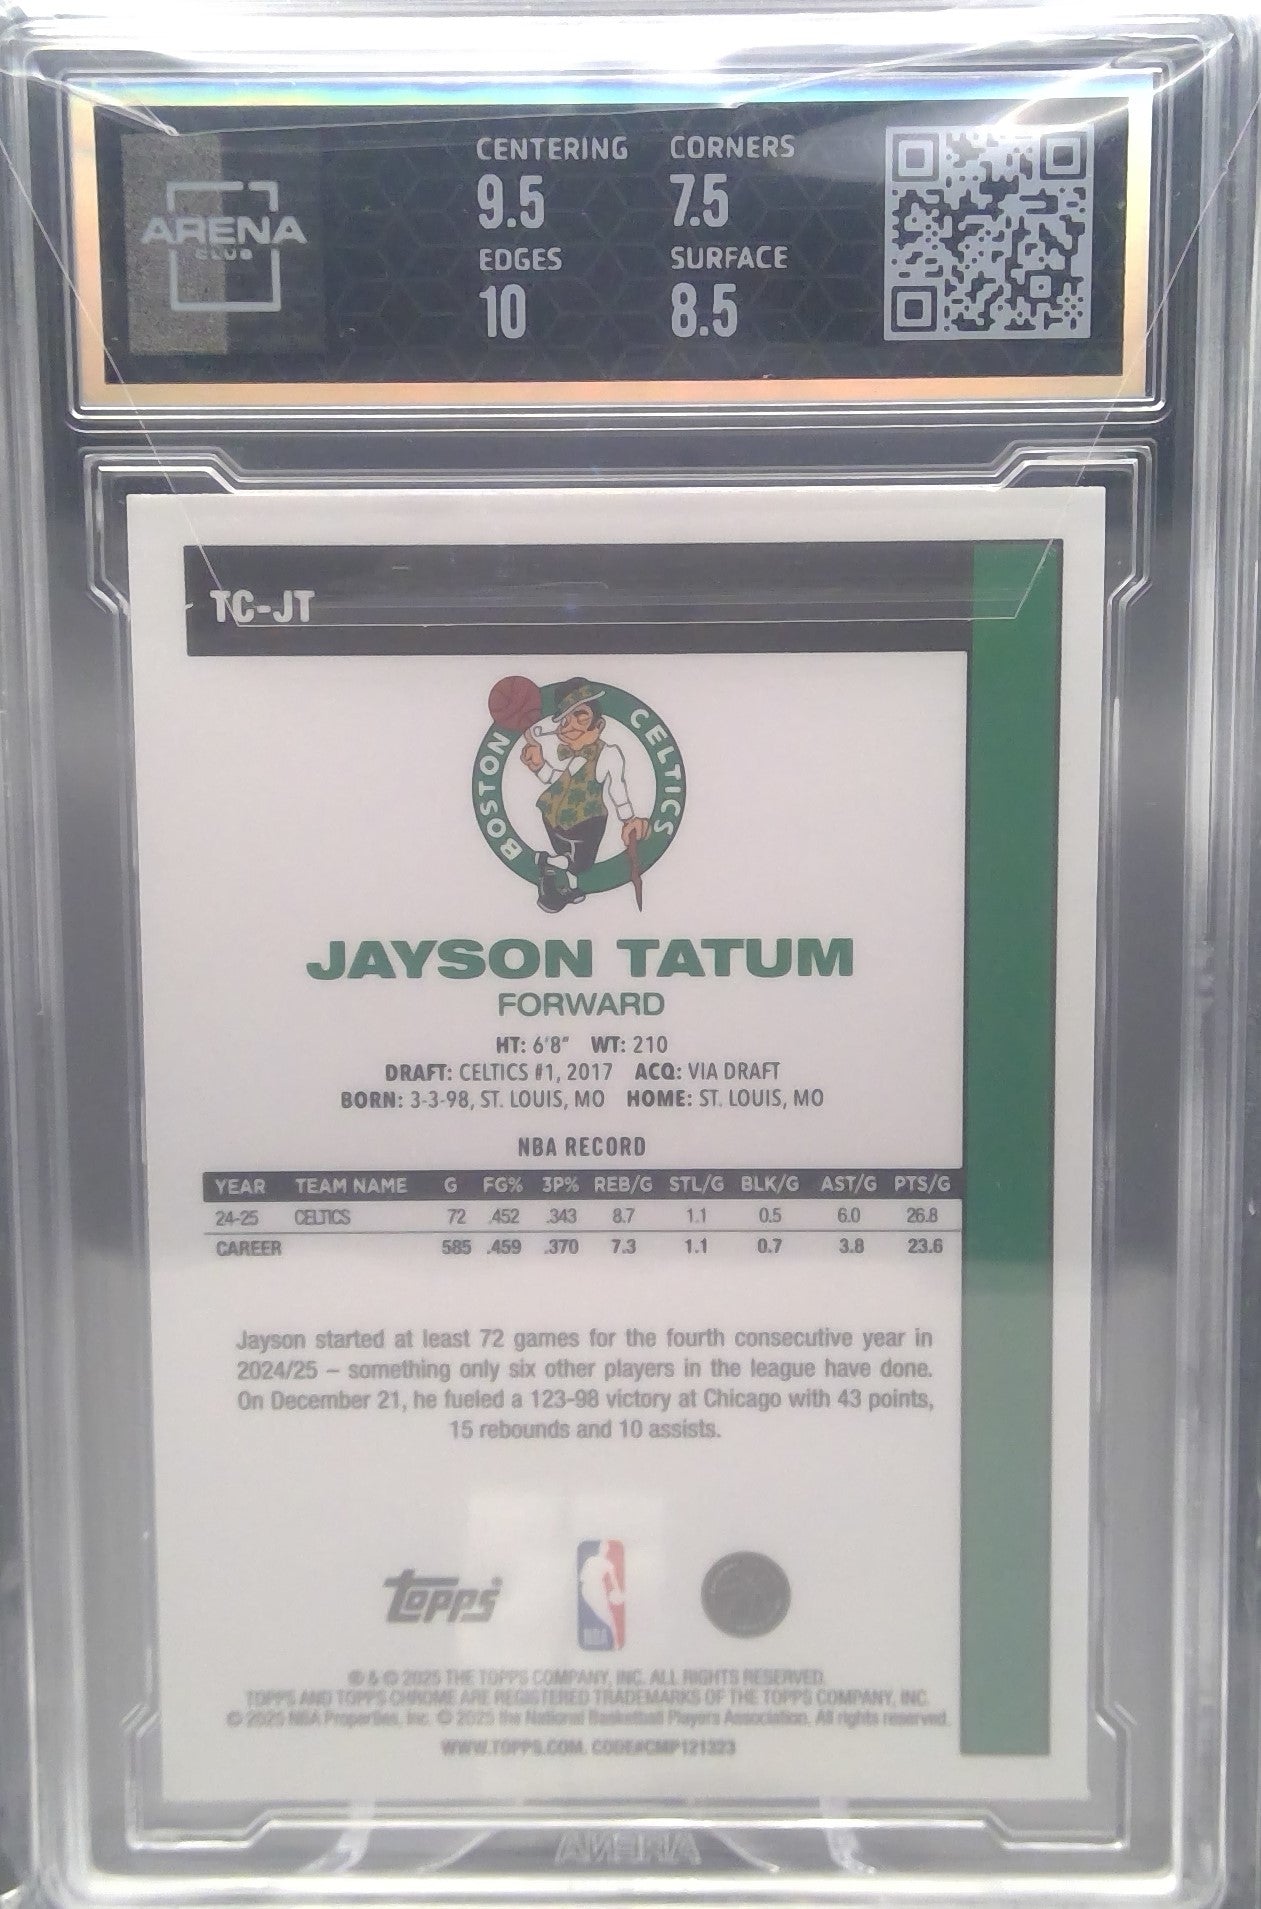 ARENA
CLUB
CENTERING CORNERS
9.5 7.5
EDGES SURFACE
10 8.5
TC-JT
BOSTON CELTICS
JAYSON TATUM
FORWARD
HT: 6'8" WT: 210
DRAFT: CELTICS #1, 2017 ACQ: VIA DRAFT
BORN: 3-3-98, ST. LOUIS, MO HOME: ST. LOUIS, MO
NBA RECORD
YEAR TEAM NAME G FG% 3P% REB/G STL/G BLK/G AST/G PTS/G
24-25 CELTICS 72 .452 .343 8.7 1.1 0.5 6.0 26.8
CAREER 585 .459 .370 7.3 1.1 0.7 3.8 23.6
Jayson started at least 72 games for the fourth consecutive year in
2024/25 – something only six other players in the league have done.
On December 21, he fueled a 123-98 victory at Chicago with 43 points,
15 rebounds and 10 assists.
Topps NBA
® & © 2025 THE TOPPS COMPANY, INC. ALL RIGHTS RESERVED.
TOPPS AND TOPPS CHROME ARE REGISTERED TRADEMARKS OF THE TOPPS COMPANY, INC.
© 2025 NBA Properties, Inc. © 2025 the National Basketball Players Association. All rights reserved.
WWW.TOPPS.COM. CODE#CMP121323
ARENA